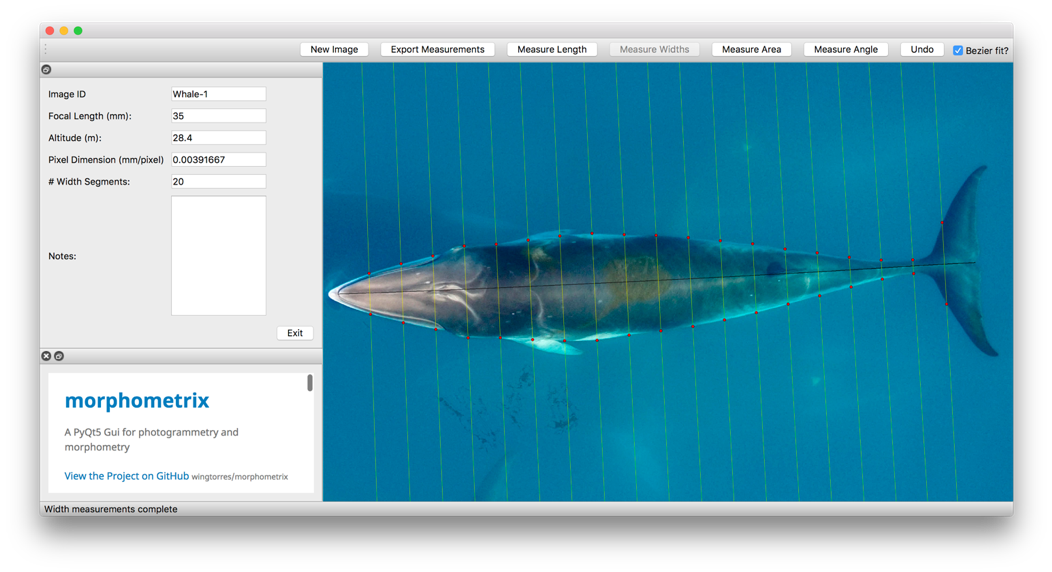 New Image Export Measurements Measure Length Measure Widths Measure Area Measure Angle Undo Bezier fit?
Image ID Whale-1
Focal Length (mm): 35
Altitude (m): 28.4
Pixel Dimension (mm/pixel) 0.00391667
# Width Segments: 20
Notes:
Exit
morphometrix
A PyQt5 Gui for photogrammetry and
morphometry
View the Project on GitHub wingtorres/morphometrix
Width measurements complete